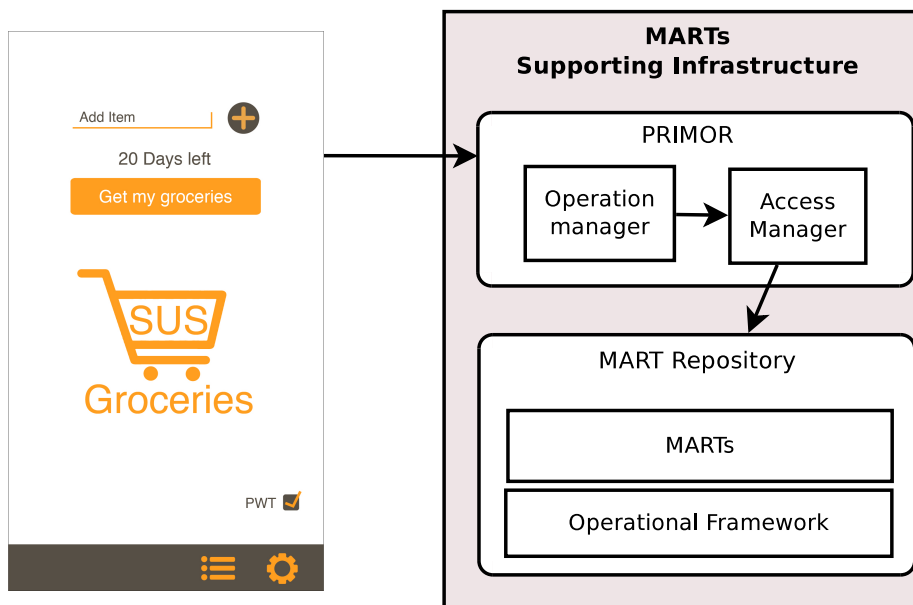 Add Item
20 Days left
Get my groceries
SUS
Groceries
PWT
MARTs
Supporting Infrastructure
PRIMOR
Operation
manager
Access
Manager
MART Repository
MARTs
Operational Framework